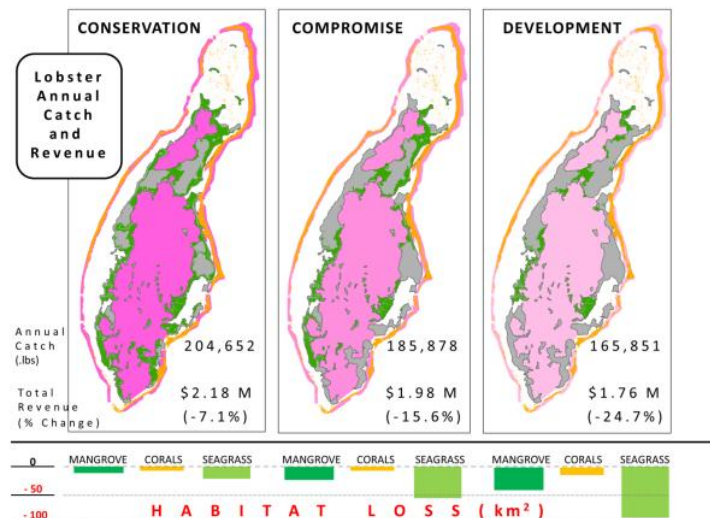 CONSERVATION COMPROMISE DEVELOPMENT
Lobster
Annual
Catch
and
Revenue
Annual
Catch
(.lbs)
204,652 185,878 165,851
Total
Revenue
(% Change)
$2.18 M $1.98 M $1.76 M
(-7.1%) (-15.6%) (-24.7%)
MANGROVE CORALS SEAGRASS MANGROVE CORALS SEAGRASS MANGROVE CORALS SEAGRASS
0
- 50
- 100
HABITAT LOSS (km²)